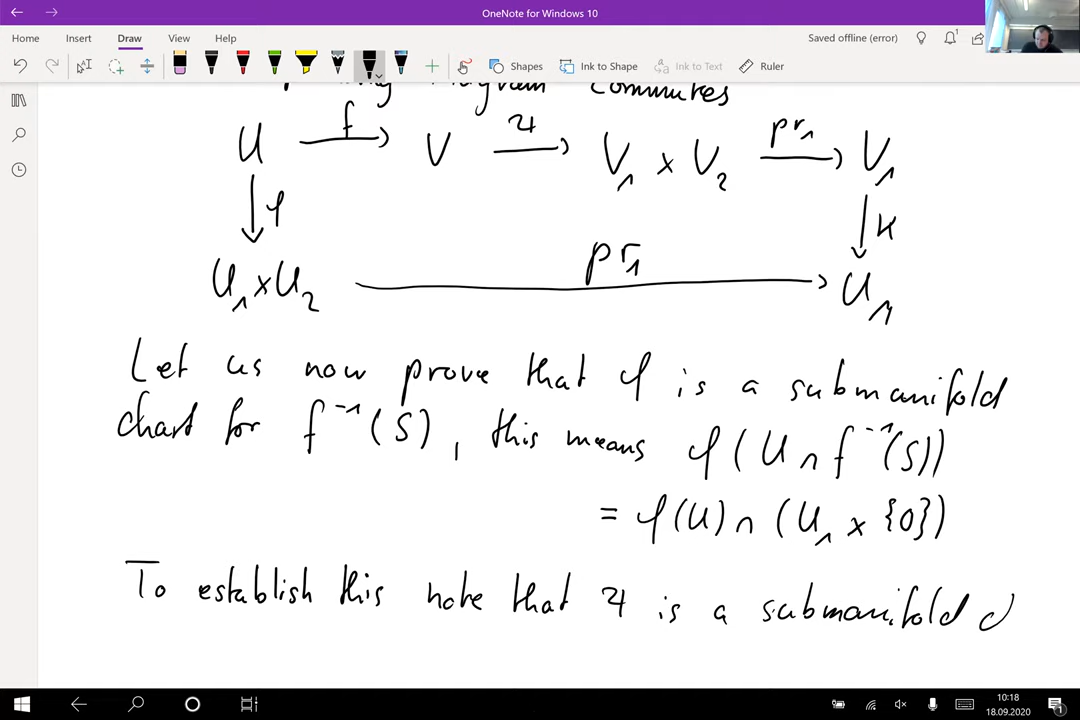 OneNote for Windows 10
Home Insert Draw View Help Saved offline (error)
Shapes Ink to Shape Ink to Text Ruler
diagram commutes
U f V ψ V₁ × V₂ pr₁ V₁
φ κ
U₁ × U₂ pr₁ U₁
Let us now prove that φ is a submanifold
chart for f⁻¹(S), this means φ(U ∩ f⁻¹(S))
= φ(U) ∩ (U₁ × {0})
To establish this note that ψ is a submanifold c
10:18
18.09.2020